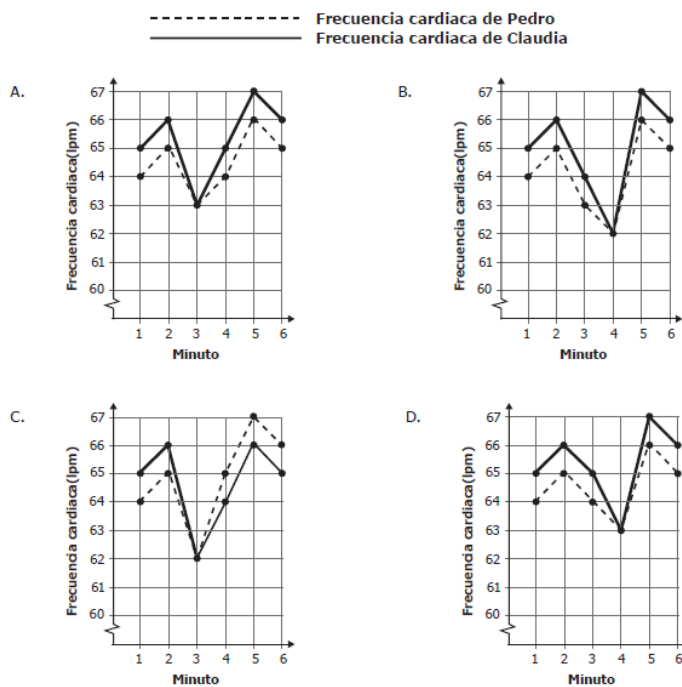 Frecuencia cardiaca de Pedro
Frecuencia cardiaca de Claudia
A.
Frecuencia cardiaca(lpm)
67
66
65
64
63
62
61
60
1 2 3 4 5 6
Minuto
B.
Frecuencia cardiaca(lpm)
67
66
65
64
63
62
61
60
1 2 3 4 5 6
Minuto
C.
Frecuencia cardiaca(lpm)
67
66
65
64
63
62
61
60
1 2 3 4 5 6
Minuto
D.
Frecuencia cardiaca(lpm)
67
66
65
64
63
62
61
60
1 2 3 4 5 6
Minuto